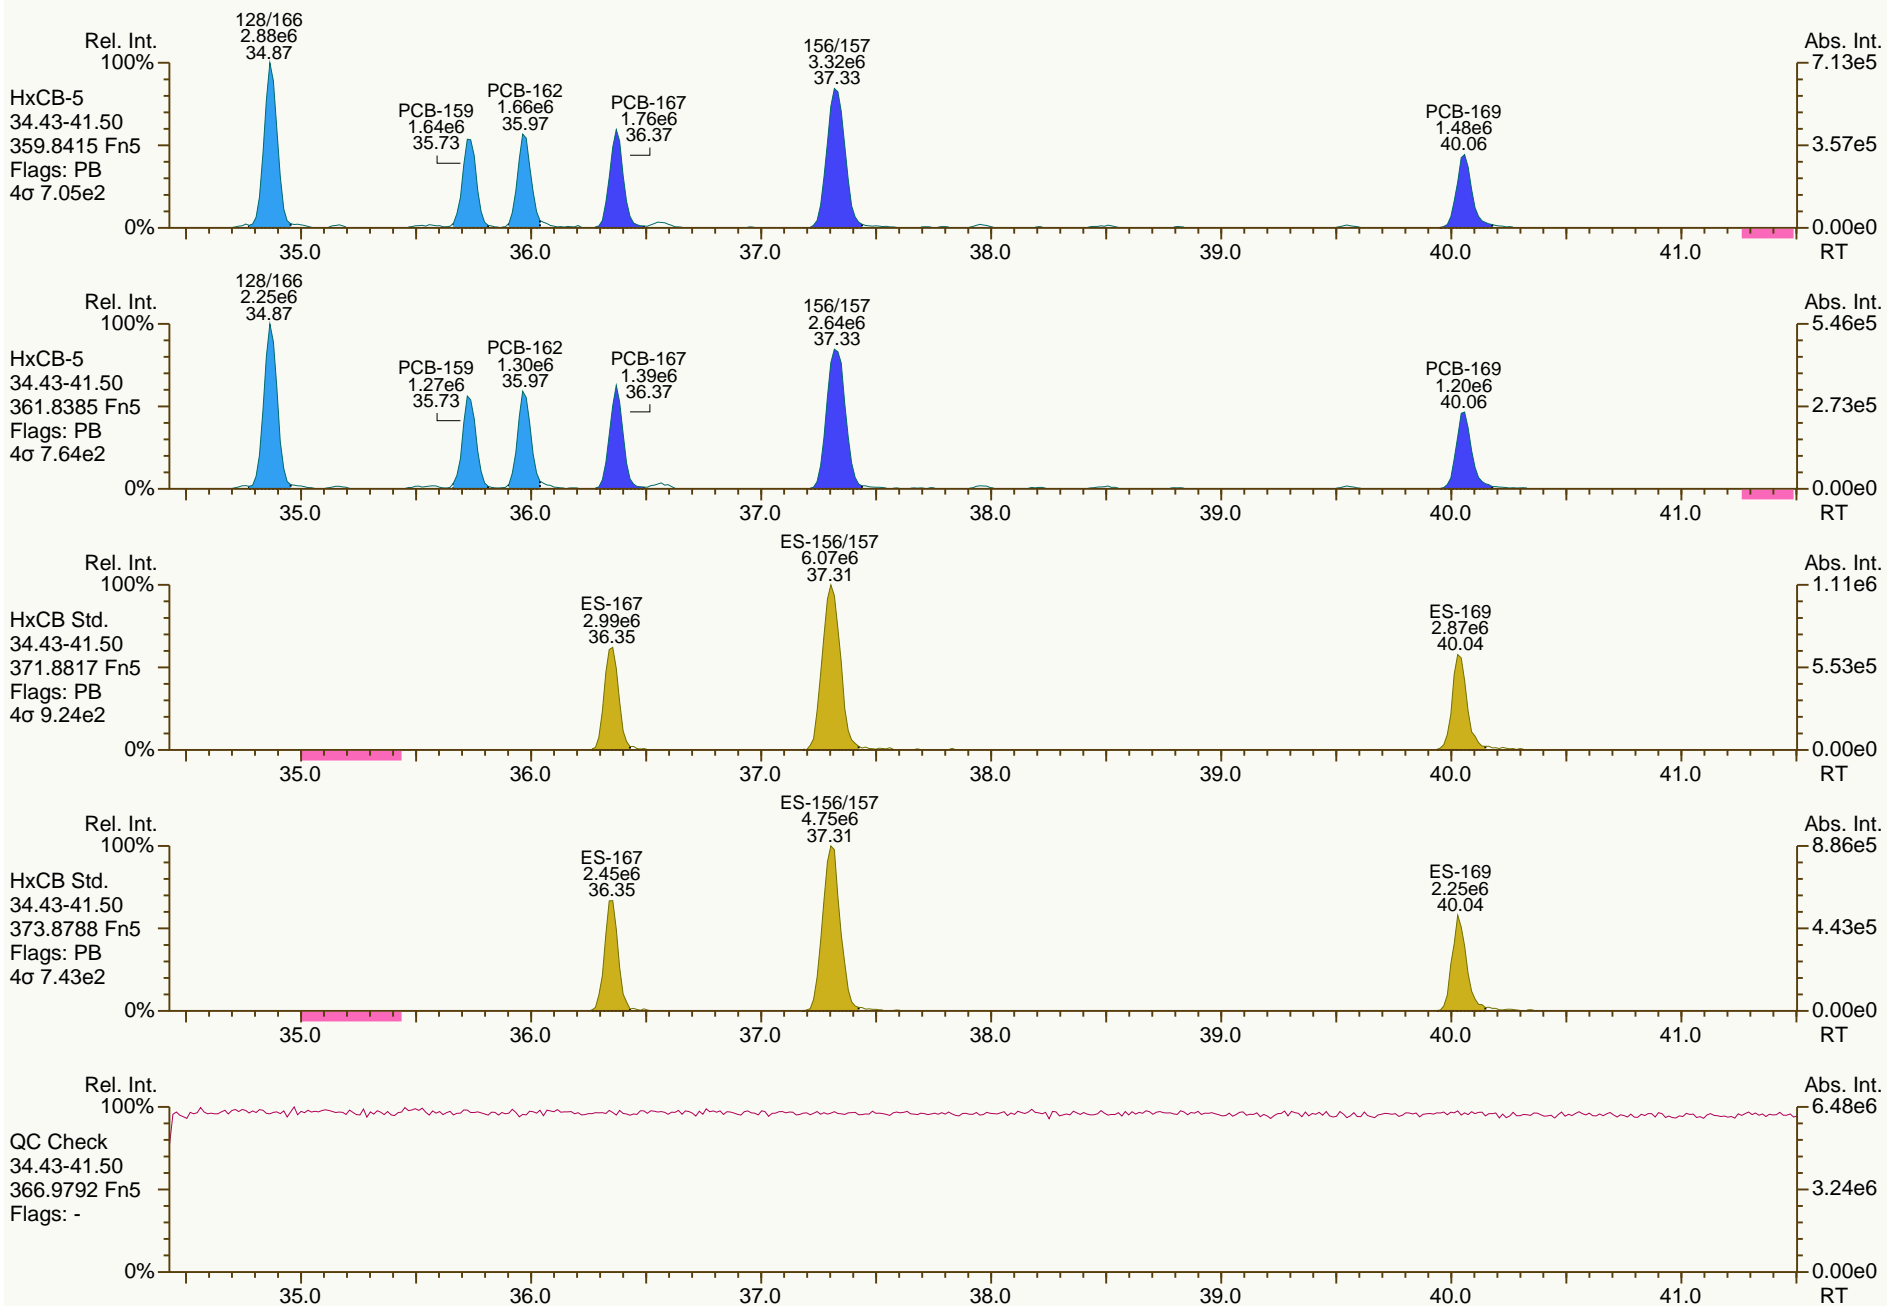 128/166
2.88e6
34.87
156/157
3.32e6
37.33
Rel. Int.
Abs. Int.
100%
7.13e5
PCB-159
1.64e6
35.73
PCB-162
1.66e6
35.97
PCB-167
1.76e6
36.37
PCB-169
1.48e6
40.06
HxCB-5
34.43-41.50
359.8415 Fn5
Flags: PB
4σ 7.05e2
3.57e5
0%
0.00e0
35.0 36.0 37.0 38.0 39.0 40.0 41.0 RT
128/166
2.25e6
34.87
156/157
2.64e6
37.33
Rel. Int.
Abs. Int.
100%
5.46e5
PCB-159
1.27e6
35.73
PCB-162
1.30e6
35.97
PCB-167
1.39e6
36.37
PCB-169
1.20e6
40.06
HxCB-5
34.43-41.50
361.8385 Fn5
Flags: PB
4σ 7.64e2
2.73e5
0%
0.00e0
35.0 36.0 37.0 38.0 39.0 40.0 41.0 RT
ES-156/157
6.07e6
37.31
Rel. Int.
Abs. Int.
100%
1.11e6
ES-167
2.99e6
36.35
ES-169
2.87e6
40.04
HxCB Std.
34.43-41.50
371.8817 Fn5
Flags: PB
4σ 9.24e2
5.53e5
0%
0.00e0
35.0 36.0 37.0 38.0 39.0 40.0 41.0 RT
ES-156/157
4.75e6
37.31
Rel. Int.
Abs. Int.
100%
8.86e5
ES-167
2.45e6
36.35
ES-169
2.25e6
40.04
HxCB Std.
34.43-41.50
373.8788 Fn5
Flags: PB
4σ 7.43e2
4.43e5
0%
0.00e0
35.0 36.0 37.0 38.0 39.0 40.0 41.0 RT
Rel. Int.
Abs. Int.
100%
6.48e6
QC Check
34.43-41.50
366.9792 Fn5
Flags: -
3.24e6
0%
0.00e0
35.0 36.0 37.0 38.0 39.0 40.0 41.0 RT